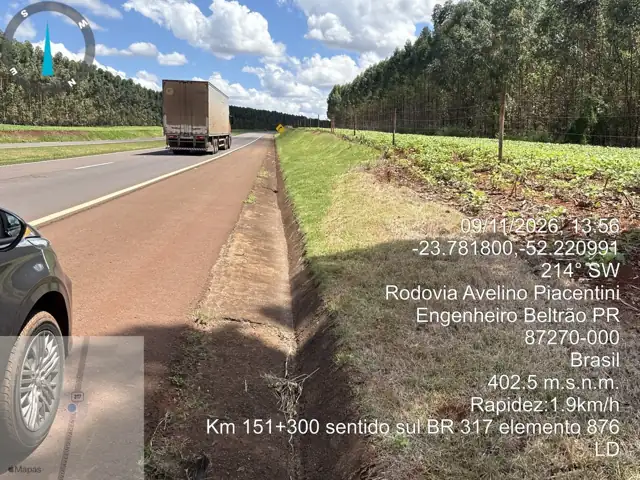 09/11/2026, 13:56
-23.781800,-52.220991
214° SW
Rodovia Avelino Piacentini
Engenheiro Beltrão PR
87270-000
Brasil
402.5 m.s.n.m.
Rapidez:1.9km/h
Km 151+300 sentido sul BR 317 elemento 876
LD
317
Mapas